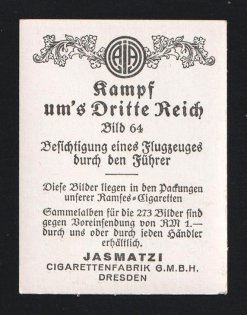 Kampf
um's Dritte Reich
Bild 64
Besichtigung eines Flugzeuges
durch den Führer
Diese Bilder liegen in den Packungen
unserer Ramses-Cigaretten
Sammelalben für die 273 Bilder sind
gegen Voreinsendung von RM 1.—
durch uns oder durch jeden Händler
erhältlich.
JASMATZI
CIGARETTENFABRIK G.M.B.H.
DRESDEN